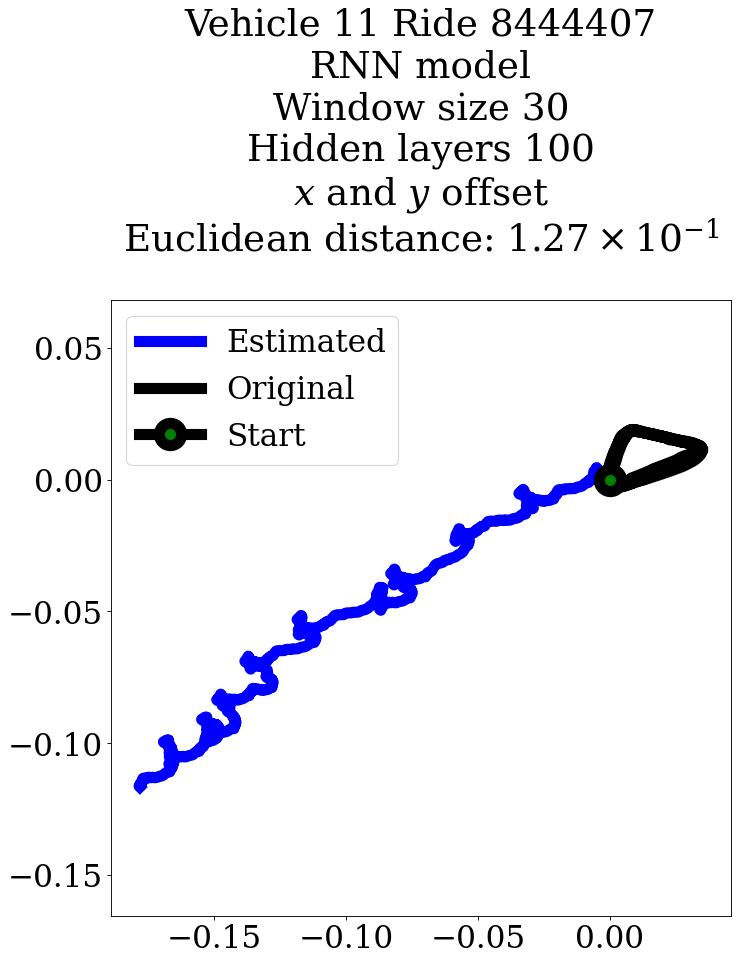 Vehicle 11 Ride 8444407
RNN model
Window size 30
Hidden layers 100
x and y offset
Euclidean distance: 1.27 × 10⁻¹
Estimated
Original
Start
0.05
0.00
−0.05
−0.10
−0.15
−0.15 −0.10 −0.05 0.00